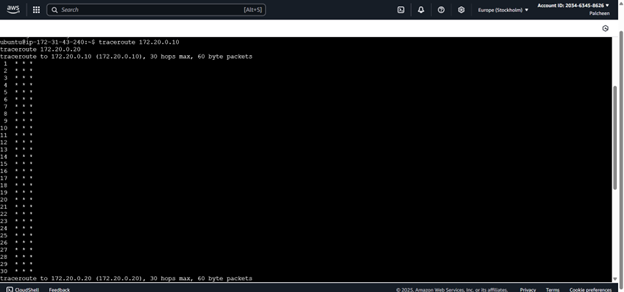 aws
Search
[Alt+S]
Europe (Stockholm)
Account ID: 2034-6345-8626
Palcheen
ubuntu@ip-172-31-43-240:~$ traceroute 172.20.0.10
traceroute 172.20.0.20
traceroute to 172.20.0.10 (172.20.0.10), 30 hops max, 60 byte packets
1 * * *
2 * * *
3 * * *
4 * * *
5 * * *
6 * * *
7 * * *
8 * * *
9 * * *
10 * * *
11 * * *
12 * * *
13 * * *
14 * * *
15 * * *
16 * * *
17 * * *
18 * * *
19 * * *
20 * * *
21 * * *
22 * * *
23 * * *
24 * * *
25 * * *
26 * * *
27 * * *
28 * * *
29 * * *
30 * * *
traceroute to 172.20.0.20 (172.20.0.20), 30 hops max, 60 byte packets
CloudShell Feedback © 2025, Amazon Web Services, Inc. or its affiliates. Privacy Terms Cookie preferences